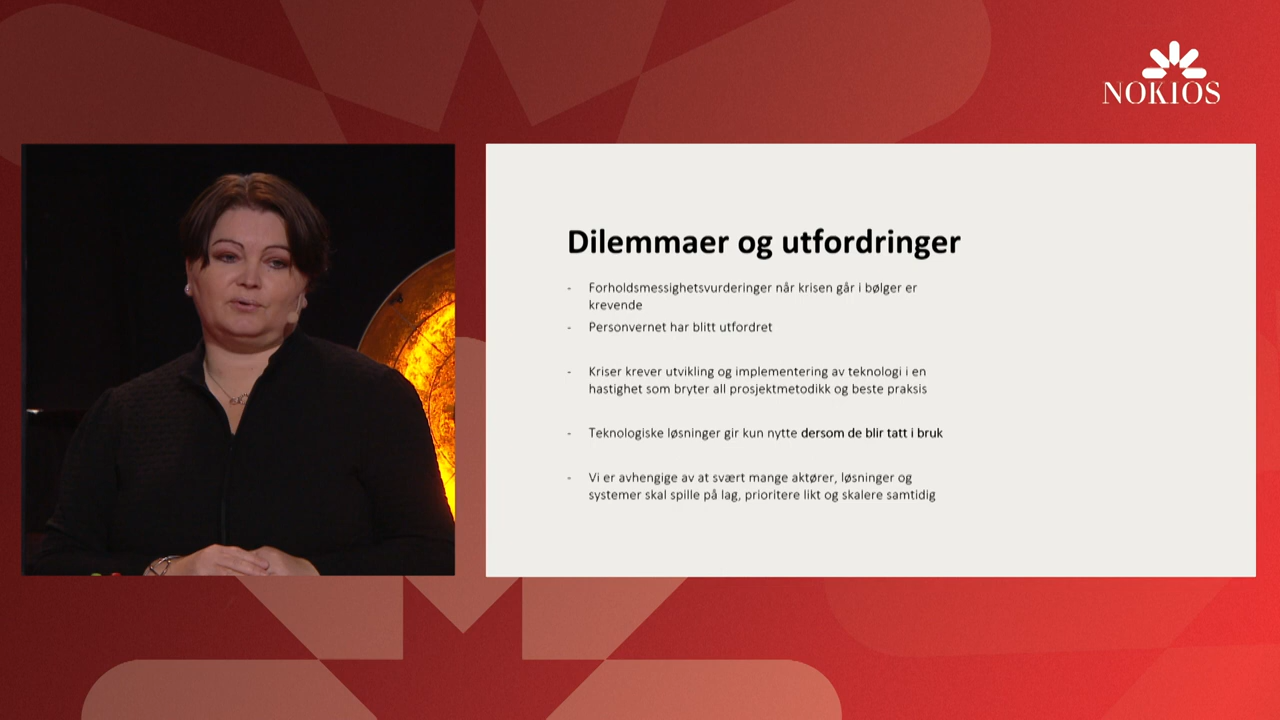 NOKIOS
Dilemmaer og utfordringer
- Forholdsmessighetsvurderinger når krisen går i bølger er
krevende
- Personvernet har blitt utfordret
- Kriser krever utvikling og implementering av teknologi i en
hastighet som bryter all prosjektmetodikk og beste praksis
- Teknologiske løsninger gir kun nytte dersom de blir tatt i bruk
- Vi er avhengige av at svært mange aktører, løsninger og
systemer skal spille på lag, prioritere likt og skalere samtidig